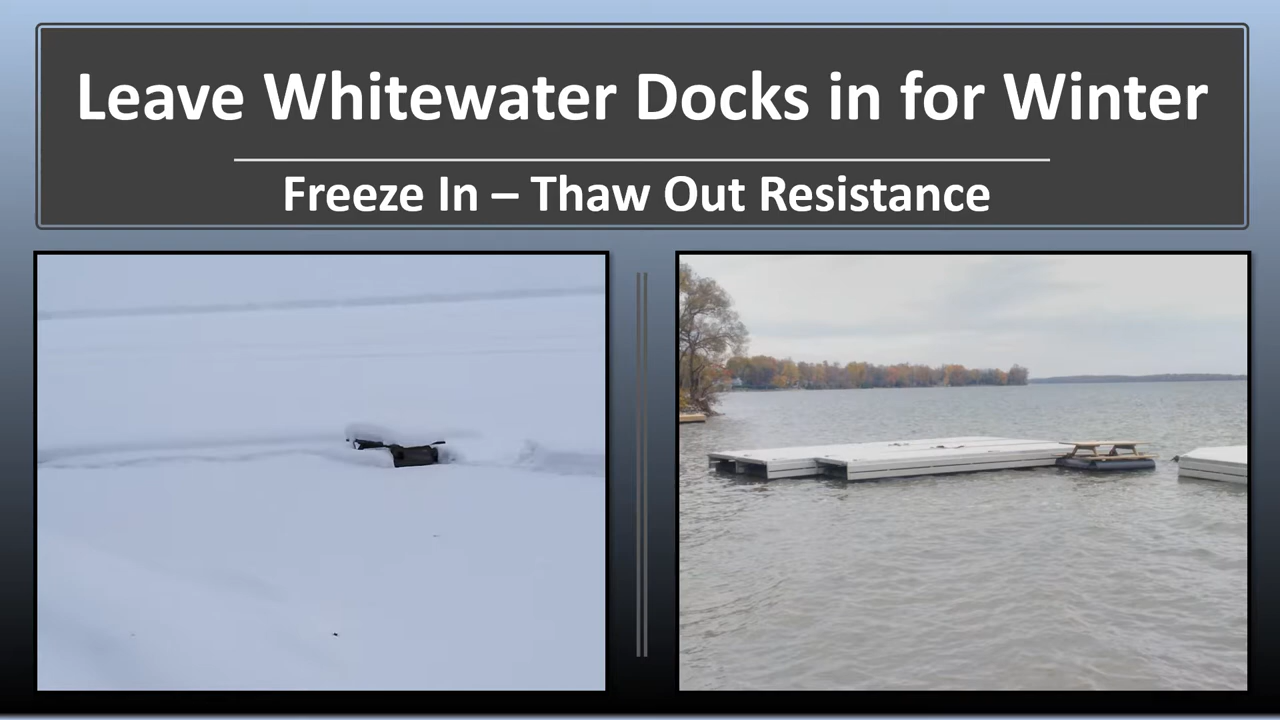 Leave Whitewater Docks in for Winter
Freeze In – Thaw Out Resistance